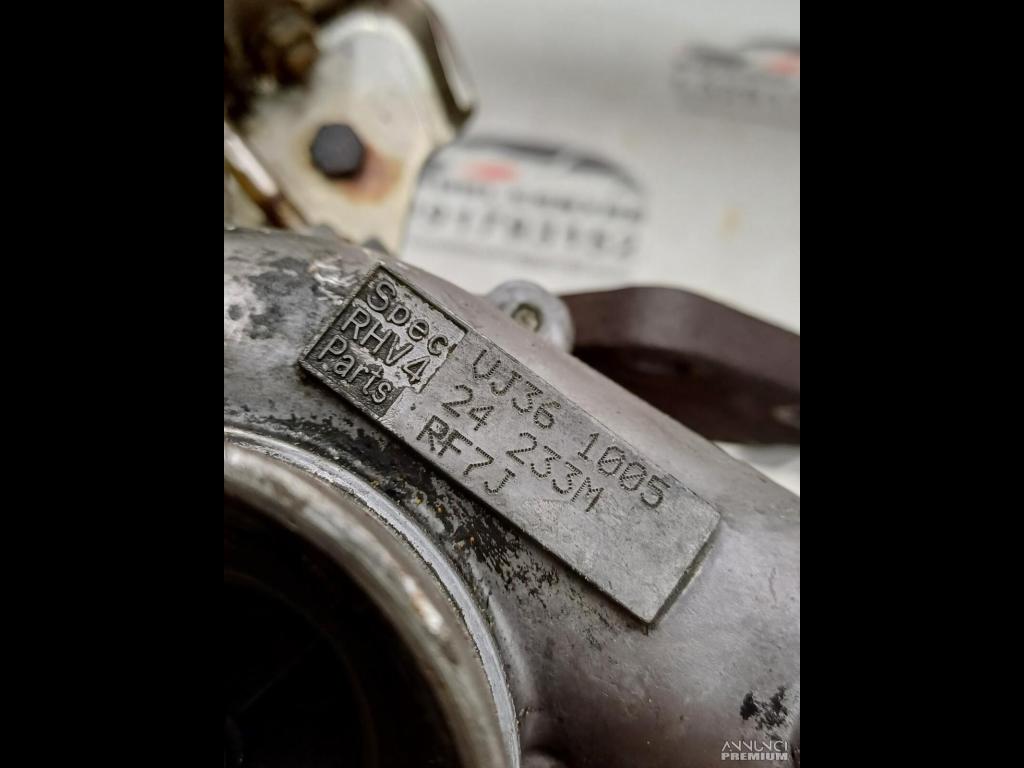 Spec VJ36 1005
RHV4 24 233M
Parts RF7J
ANNUNCI
PREMIUM